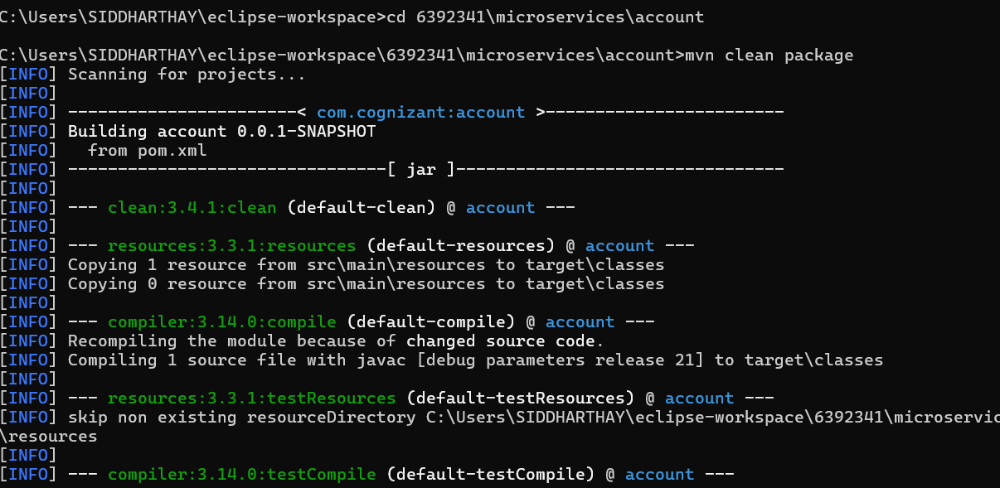 C:\Users\SIDDHARTHAY\eclipse-workspace>cd 6392341\microservices\account
C:\Users\SIDDHARTHAY\eclipse-workspace\6392341\microservices\account>mvn clean package
[INFO] Scanning for projects...
[INFO]
[INFO] -----------------------< com.cognizant:account >------------------------
[INFO] Building account 0.0.1-SNAPSHOT
[INFO]   from pom.xml
[INFO] --------------------------------[ jar ]---------------------------------
[INFO]
[INFO] --- clean:3.4.1:clean (default-clean) @ account ---
[INFO]
[INFO] --- resources:3.3.1:resources (default-resources) @ account ---
[INFO] Copying 1 resource from src\main\resources to target\classes
[INFO] Copying 0 resource from src\main\resources to target\classes
[INFO]
[INFO] --- compiler:3.14.0:compile (default-compile) @ account ---
[INFO] Recompiling the module because of changed source code.
[INFO] Compiling 1 source file with javac [debug parameters release 21] to target\classes
[INFO]
[INFO] --- resources:3.3.1:testResources (default-testResources) @ account ---
[INFO] skip non existing resourceDirectory C:\Users\SIDDHARTHAY\eclipse-workspace\6392341\microservic
\resources
[INFO]
[INFO] --- compiler:3.14.0:testCompile (default-testCompile) @ account ---